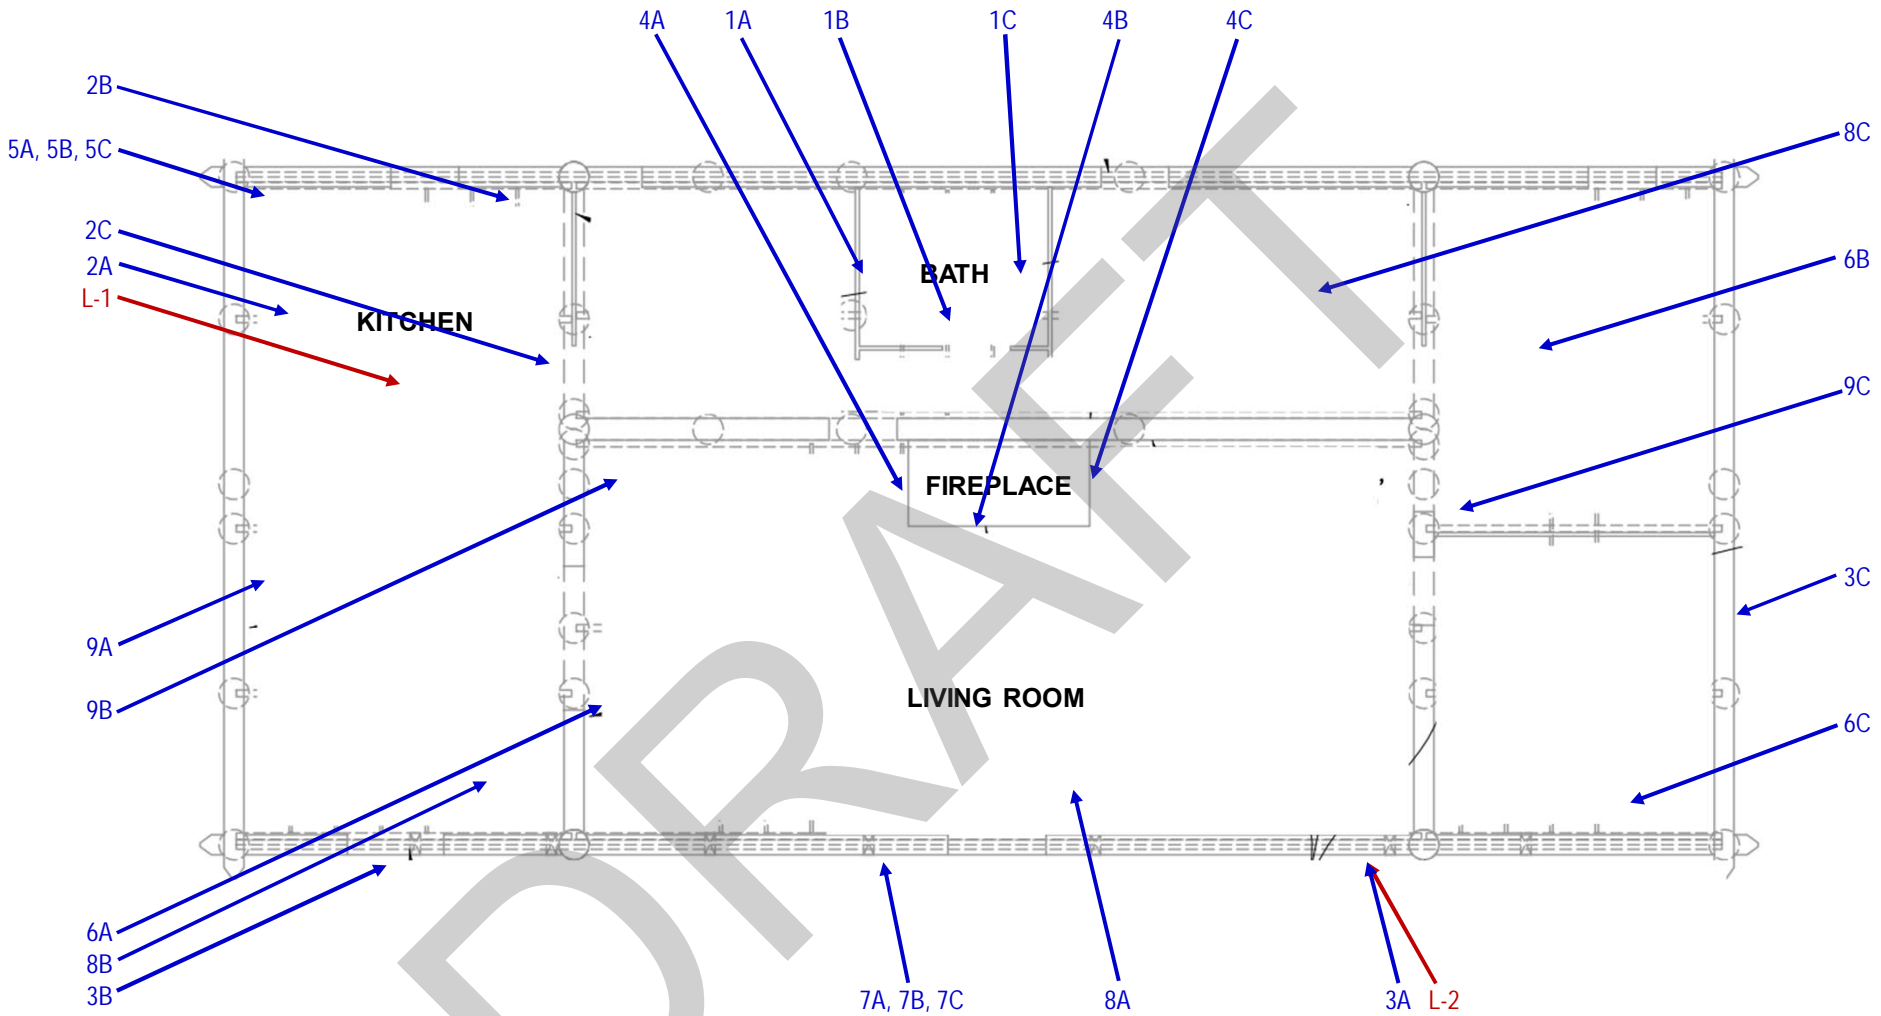 4A 1A 1B 1C 4B 4C
2B
8C
5A, 5B, 5C
2C
6B
2A
BATH
L-1
KITCHEN
9C
FIREPLACE
3C
9A
LIVING ROOM
9B
6C
6A
8B
3B
7A, 7B, 7C
8A
3A L-2
DRAFT